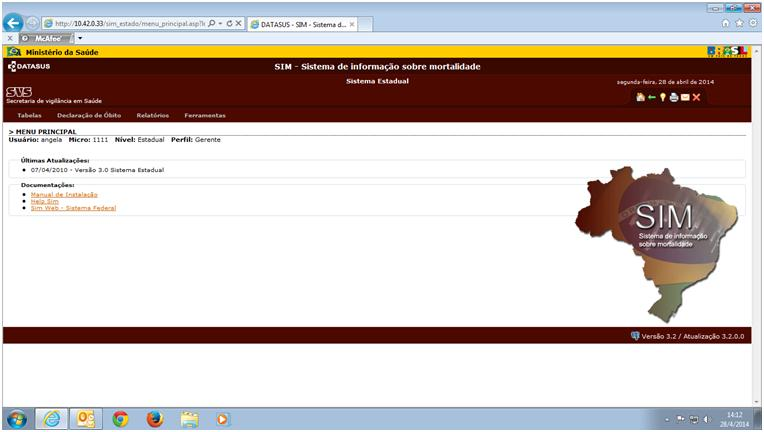 http://10.42.0.33/sim_estado/menu_principal.asp?l
DATASUS - SIM - Sistema d...
x McAfee
Ministério da Saúde
BRASIL
DATASUS
SIM - Sistema de informação sobre mortalidade
Sistema Estadual
segunda-feira, 28 de abril de 2014
SVS
Secretaria de vigilância em Saúde
Tabelas Declaração de Óbito Relatórios Ferramentas
> MENU PRINCIPAL
Usuário: angela Micro: 1111 Nível: Estadual Perfil: Gerente
Últimas Atualizações:
07/04/2010 - Versão 3.0 Sistema Estadual
Documentações:
Manual de Instalação
Help Sim
Sim Web - Sistema Federal
SIM
Sistema de informação
sobre mortalidade
Versão 3.2 / Atualização 3.2.0.0
14:12
28/4/2014